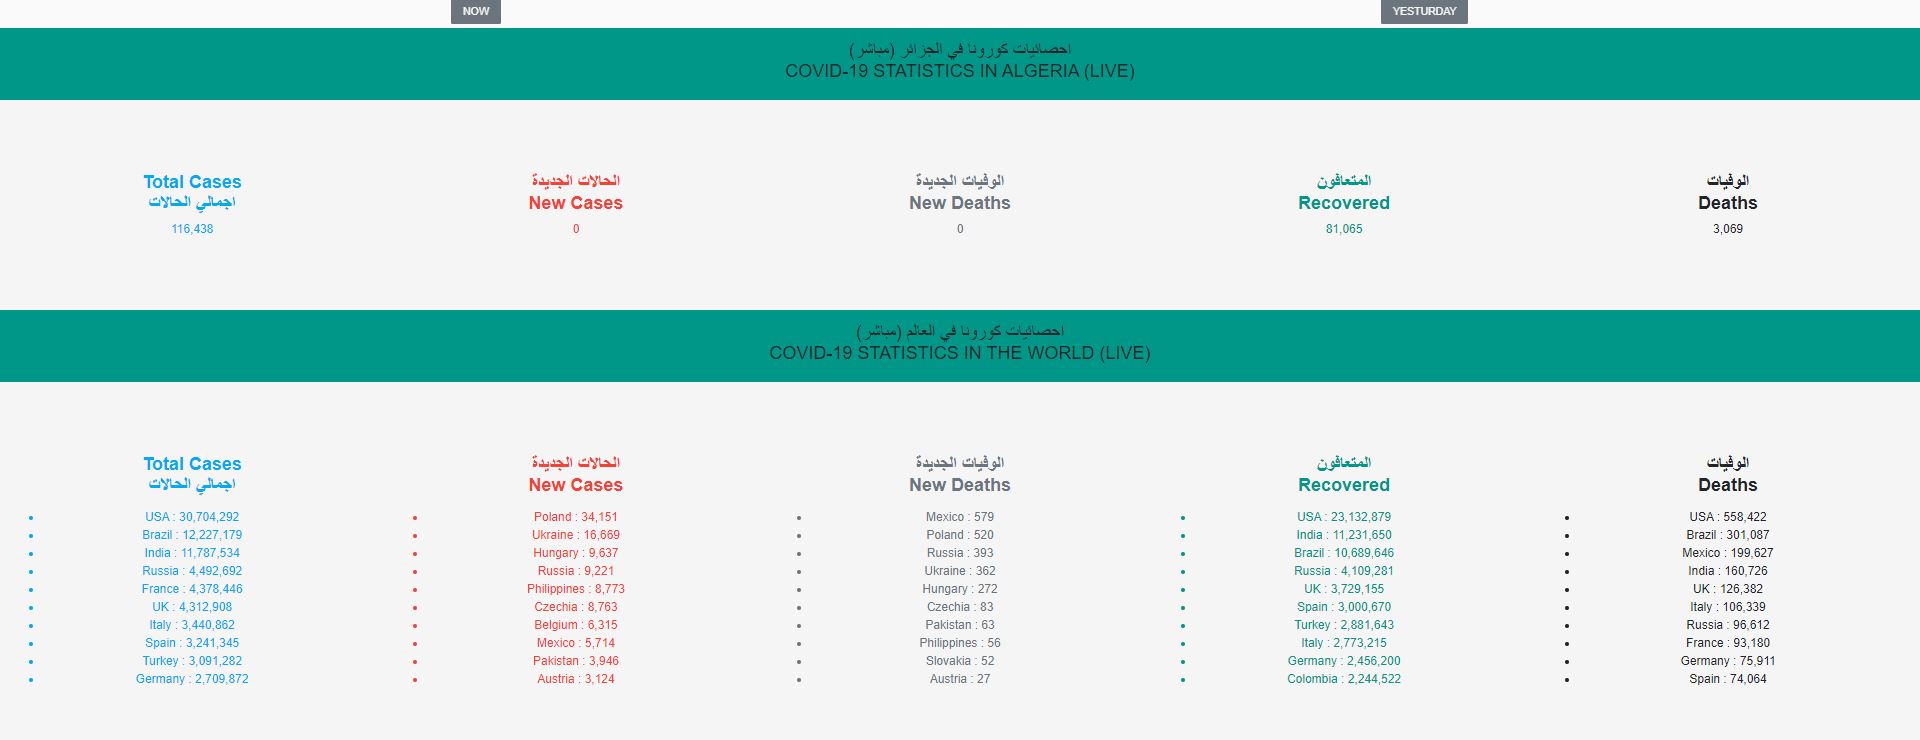 NOW
YESTURDAY
احصائيات كورونا في الجزائر (مباشر)
COVID-19 STATISTICS IN ALGERIA (LIVE)
Total Cases
اجمالي الحالات
116,438
الحالات الجديدة
New Cases
0
الوفيات الجديدة
New Deaths
0
المتعافون
Recovered
81,065
الوفيات
Deaths
3,069
احصائيات كورونا في العالم (مباشر)
COVID-19 STATISTICS IN THE WORLD (LIVE)
Total Cases
اجمالي الحالات
USA : 30,704,292
Brazil : 12,227,179
India : 11,787,534
Russia : 4,492,692
France : 4,378,446
UK : 4,312,908
Italy : 3,440,862
Spain : 3,241,345
Turkey : 3,091,282
Germany : 2,709,872
الحالات الجديدة
New Cases
Poland : 34,151
Ukraine : 16,669
Hungary : 9,637
Russia : 9,221
Philippines : 8,773
Czechia : 8,763
Belgium : 6,315
Mexico : 5,714
Pakistan : 3,946
Austria : 3,124
الوفيات الجديدة
New Deaths
Mexico : 579
Poland : 520
Russia : 393
Ukraine : 362
Hungary : 272
Czechia : 83
Pakistan : 63
Philippines : 56
Slovakia : 52
Austria : 27
المتعافون
Recovered
USA : 23,132,879
India : 11,231,650
Brazil : 10,689,646
Russia : 4,109,281
UK : 3,729,155
Spain : 3,000,670
Turkey : 2,881,643
Italy : 2,773,215
Germany : 2,456,200
Colombia : 2,244,522
الوفيات
Deaths
USA : 558,422
Brazil : 301,087
Mexico : 199,627
India : 160,726
UK : 126,382
Italy : 106,339
Russia : 96,612
France : 93,180
Germany : 75,911
Spain : 74,064